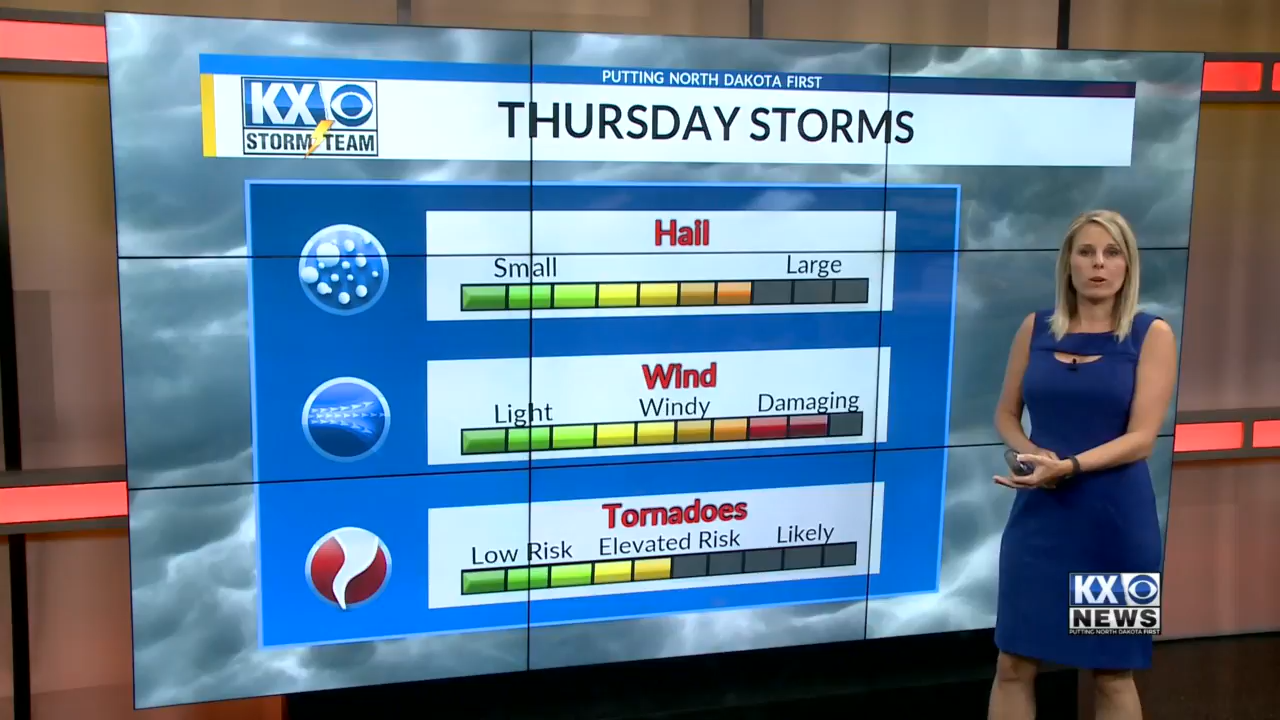 PUTTING NORTH DAKOTA FIRST
KX
STORM TEAM
THURSDAY STORMS
Hail
Small Large
Wind
Light Windy Damaging
Tornadoes
Low Risk Elevated Risk Likely
KX
NEWS
PUTTING NORTH DAKOTA FIRST